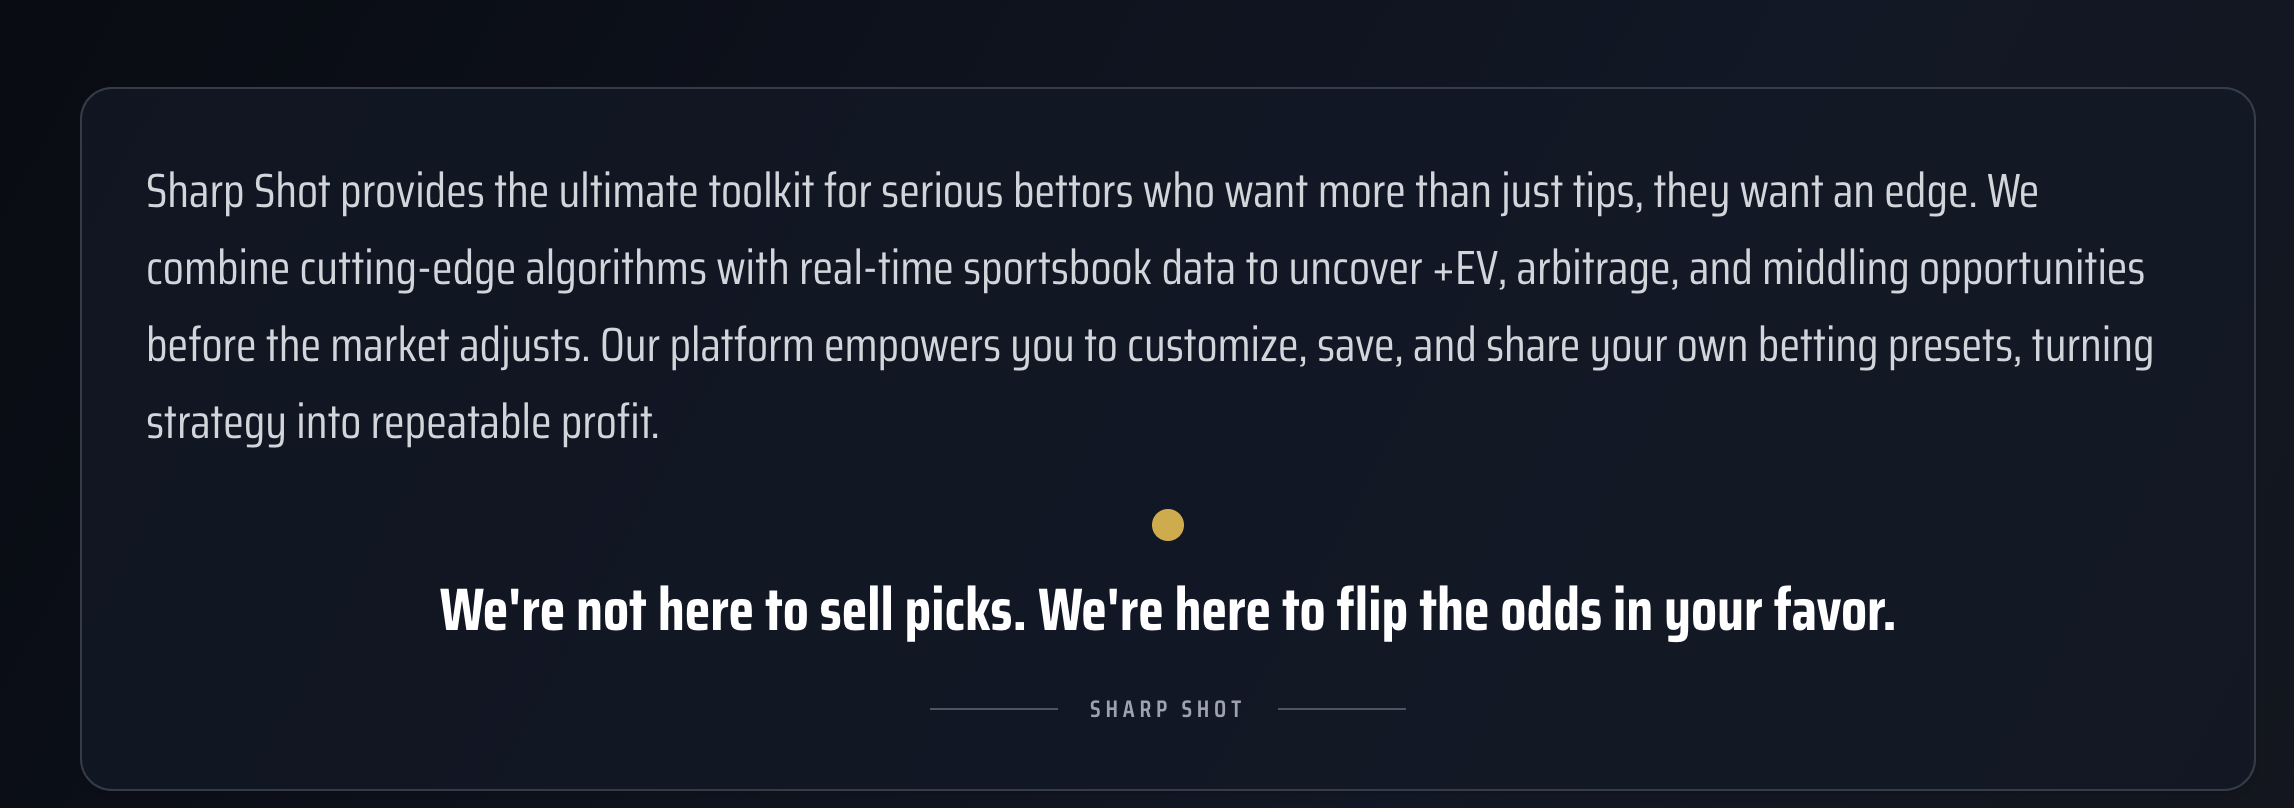 Sharp Shot provides the ultimate toolkit for serious bettors who want more than just tips, they want an edge. We
combine cutting-edge algorithms with real-time sportsbook data to uncover +EV, arbitrage, and middling opportunities
before the market adjusts. Our platform empowers you to customize, save, and share your own betting presets, turning
strategy into repeatable profit.
We're not here to sell picks. We're here to flip the odds in your favor.
SHARP SHOT